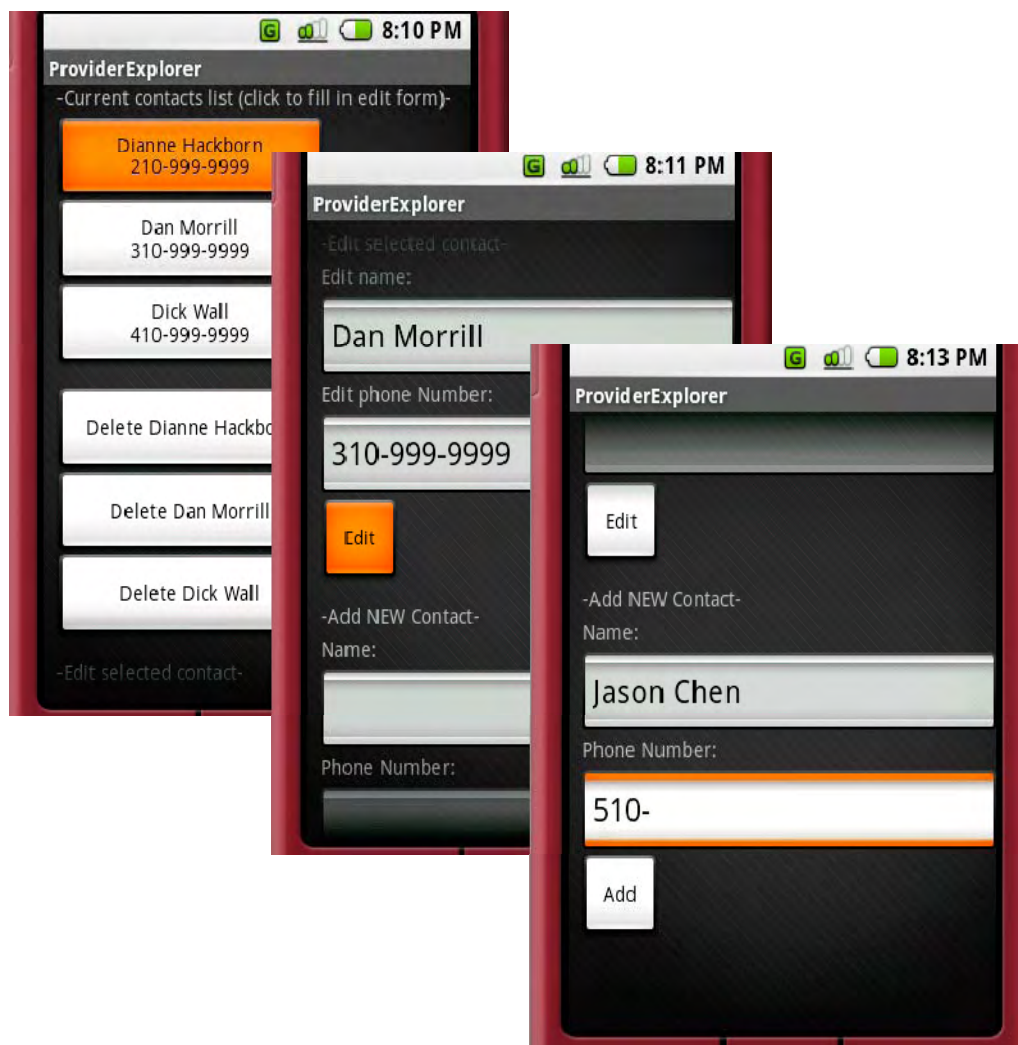 G 8:10 PM
ProviderExplorer
-Current contacts list (click to fill in edit form)-
Dianne Hackborn
210-999-9999
Dan Morrill
310-999-9999
Dick Wall
410-999-9999
Delete Dianne Hackbo
Delete Dan Morrill
Delete Dick Wall
-Edit selected contact-
G 8:11 PM
ProviderExplorer
-Edit selected contact-
Edit name:
Dan Morrill
Edit phone Number:
310-999-9999
Edit
-Add NEW Contact-
Name:
Phone Number:
G 8:13 PM
ProviderExplorer
Edit
-Add NEW Contact-
Name:
Jason Chen
Phone Number:
510-
Add